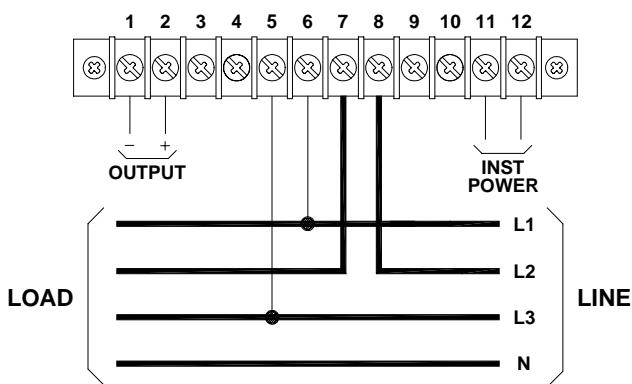 1 2 3 4 5 6 7 8 9 10 11 12
− +
OUTPUT
INST
POWER
L1
L2
LOAD
LINE
L3
N